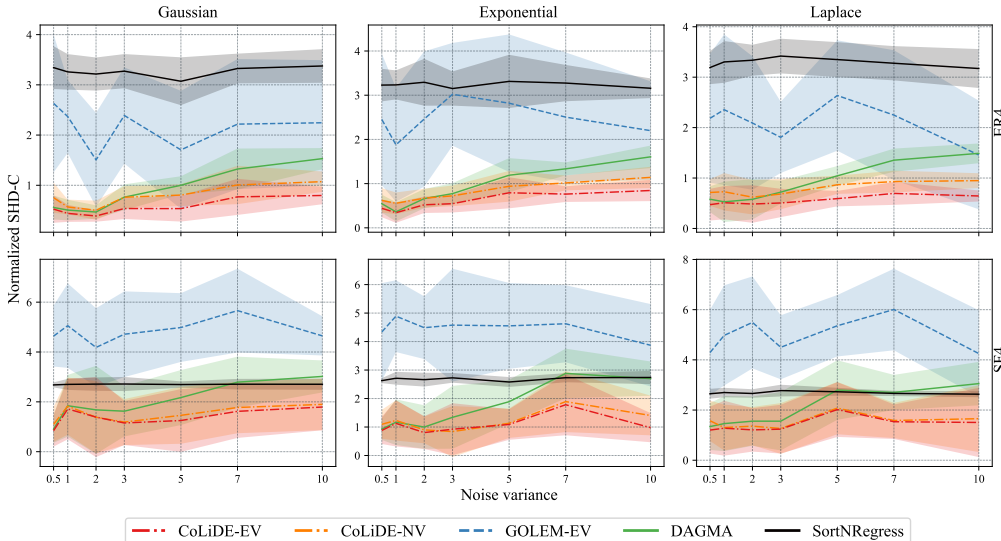 Gaussian Exponential Laplace
4 4 4
3 3 3
2 2 2
1 1 1
0 0
ER4
Normalized SHD-C
6 6 8
4 5 6
2 4 4
0 3 2
2 0
1
0
SF4
0.5 1 2 3 5 7 10 0.5 1 2 3 5 7 10 0.5 1 2 3 5 7 10
Noise variance
CoLiDE-EV CoLiDE-NV GOLEM-EV DAGMA SortNRegress